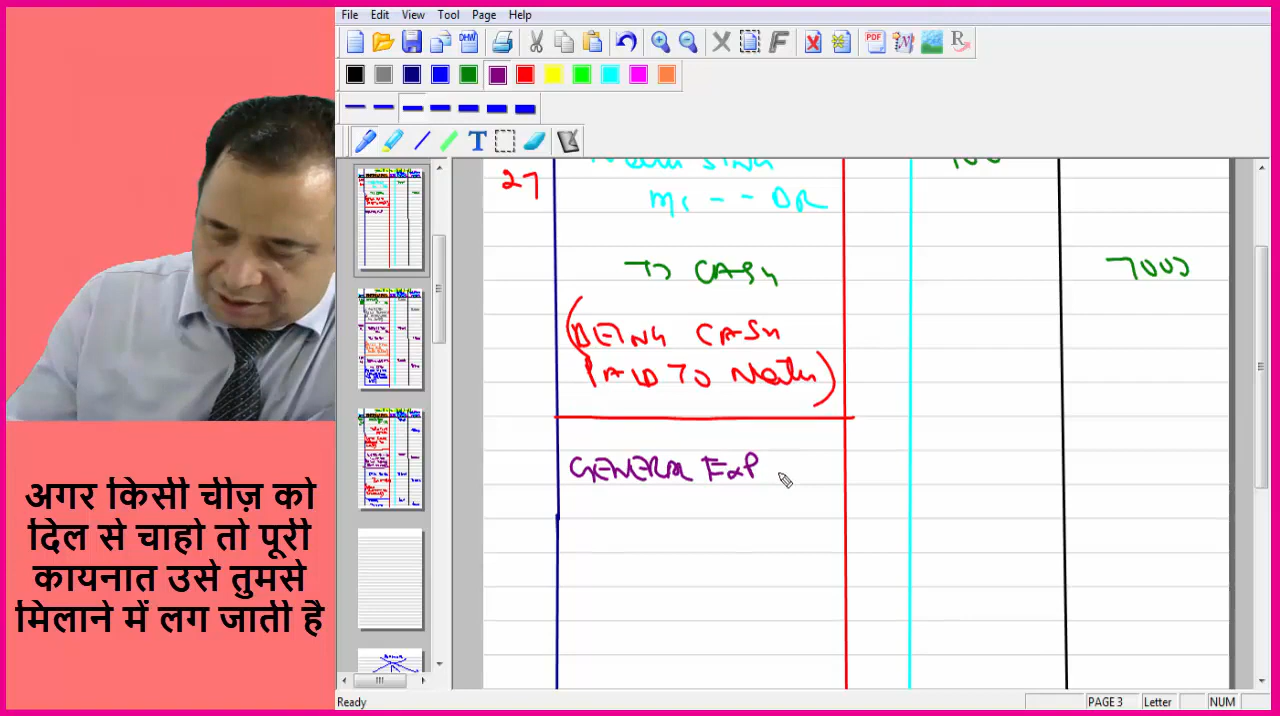 File Edit View Tool Page Help
27
A/C - - DR
TO CASH 7000
(BEING CASH
PAID TO Nathu)
GENERAL EXP
अगर किसी चीज़ को
दिल से चाहो तो पूरी
कायनात उसे तुमसे
मिलाने में लग जाती है
Ready PAGE 3 Letter NUM